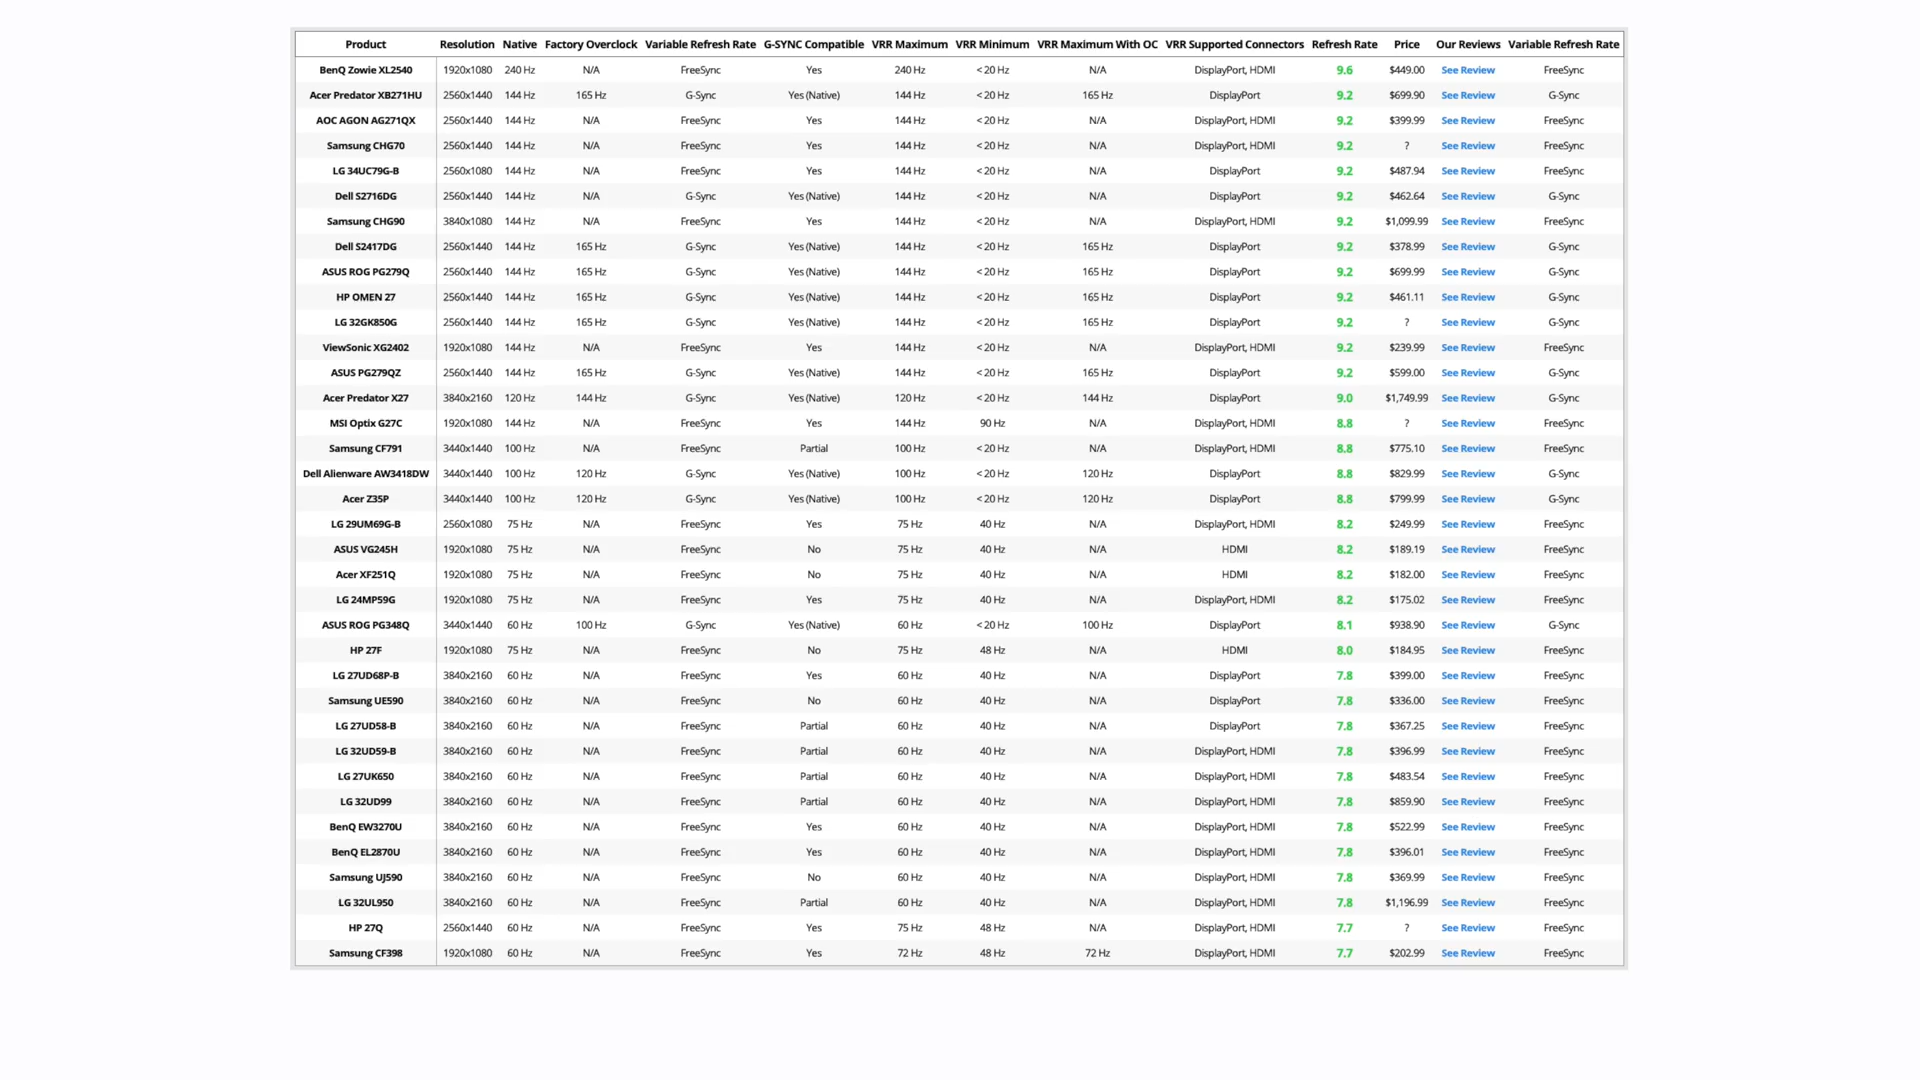 Product Resolution Native Factory Overclock Variable Refresh Rate G-SYNC Compatible VRR Maximum VRR Minimum VRR Maximum With OC VRR Supported Connectors Refresh Rate Price Our Reviews Variable Refresh Rate
BenQ Zowie XL2540 1920x1080 240 Hz N/A FreeSync Yes 240 Hz < 20 Hz N/A DisplayPort, HDMI 9.6 $449.00 See Review FreeSync
Acer Predator XB271HU 2560x1440 144 Hz 165 Hz G-Sync Yes (Native) 144 Hz < 20 Hz 165 Hz DisplayPort 9.2 $699.90 See Review G-Sync
AOC AGON AG271QX 2560x1440 144 Hz N/A FreeSync Yes 144 Hz < 20 Hz N/A DisplayPort, HDMI 9.2 $399.99 See Review FreeSync
Samsung CHG70 2560x1440 144 Hz N/A FreeSync Yes 144 Hz < 20 Hz N/A DisplayPort, HDMI 9.2 ? See Review FreeSync
LG 34UC79G-B 2560x1080 144 Hz N/A FreeSync Yes 144 Hz < 20 Hz N/A DisplayPort 9.2 $487.94 See Review FreeSync
Dell S2716DG 2560x1440 144 Hz N/A G-Sync Yes (Native) 144 Hz < 20 Hz N/A DisplayPort 9.2 $462.64 See Review G-Sync
Samsung CHG90 3840x1080 144 Hz N/A FreeSync Yes 144 Hz < 20 Hz N/A DisplayPort, HDMI 9.2 $1,099.99 See Review FreeSync
Dell S2417DG 2560x1440 144 Hz 165 Hz G-Sync Yes (Native) 144 Hz < 20 Hz 165 Hz DisplayPort 9.2 $378.99 See Review G-Sync
ASUS ROG PG279Q 2560x1440 144 Hz 165 Hz G-Sync Yes (Native) 144 Hz < 20 Hz 165 Hz DisplayPort 9.2 $699.99 See Review G-Sync
HP OMEN 27 2560x1440 144 Hz 165 Hz G-Sync Yes (Native) 144 Hz < 20 Hz 165 Hz DisplayPort 9.2 $461.11 See Review G-Sync
LG 32GK850G 2560x1440 144 Hz 165 Hz G-Sync Yes (Native) 144 Hz < 20 Hz 165 Hz DisplayPort 9.2 ? See Review G-Sync
ViewSonic XG2402 1920x1080 144 Hz N/A FreeSync Yes 144 Hz < 20 Hz N/A DisplayPort, HDMI 9.2 $239.99 See Review FreeSync
ASUS PG279QZ 2560x1440 144 Hz 165 Hz G-Sync Yes (Native) 144 Hz < 20 Hz 165 Hz DisplayPort 9.2 $599.00 See Review G-Sync
Acer Predator X27 3840x2160 120 Hz 144 Hz G-Sync Yes (Native) 120 Hz < 20 Hz 144 Hz DisplayPort 9.0 $1,749.99 See Review G-Sync
MSI Optix G27C 1920x1080 144 Hz N/A FreeSync Yes 144 Hz 90 Hz N/A DisplayPort, HDMI 8.8 ? See Review FreeSync
Samsung CF791 3440x1440 100 Hz N/A FreeSync Partial 100 Hz < 20 Hz N/A DisplayPort, HDMI 8.8 $775.10 See Review FreeSync
Dell Alienware AW3418DW 3440x1440 100 Hz 120 Hz G-Sync Yes (Native) 100 Hz < 20 Hz 120 Hz DisplayPort 8.8 $829.99 See Review G-Sync
Acer Z35P 3440x1440 100 Hz 120 Hz G-Sync Yes (Native) 100 Hz < 20 Hz 120 Hz DisplayPort 8.8 $799.99 See Review G-Sync
LG 29UM69G-B 2560x1080 75 Hz N/A FreeSync Yes 75 Hz 40 Hz N/A DisplayPort, HDMI 8.2 $249.99 See Review FreeSync
ASUS VG245H 1920x1080 75 Hz N/A FreeSync No 75 Hz 40 Hz N/A HDMI 8.2 $189.19 See Review FreeSync
Acer XF251Q 1920x1080 75 Hz N/A FreeSync No 75 Hz 40 Hz N/A HDMI 8.2 $182.00 See Review FreeSync
LG 24MP59G 1920x1080 75 Hz N/A FreeSync Yes 75 Hz 40 Hz N/A DisplayPort, HDMI 8.2 $175.02 See Review FreeSync
ASUS ROG PG348Q 3440x1440 60 Hz 100 Hz G-Sync Yes (Native) 60 Hz < 20 Hz 100 Hz DisplayPort 8.1 $938.90 See Review G-Sync
HP 27F 1920x1080 75 Hz N/A FreeSync No 75 Hz 48 Hz N/A HDMI 8.0 $184.95 See Review FreeSync
LG 27UD68P-B 3840x2160 60 Hz N/A FreeSync Yes 60 Hz 40 Hz N/A DisplayPort 7.8 $399.00 See Review FreeSync
Samsung UE590 3840x2160 60 Hz N/A FreeSync No 60 Hz 40 Hz N/A DisplayPort 7.8 $336.00 See Review FreeSync
LG 27UD58-B 3840x2160 60 Hz N/A FreeSync Partial 60 Hz 40 Hz N/A DisplayPort 7.8 $367.25 See Review FreeSync
LG 32UD59-B 3840x2160 60 Hz N/A FreeSync Partial 60 Hz 40 Hz N/A DisplayPort, HDMI 7.8 $396.99 See Review FreeSync
LG 27UK650 3840x2160 60 Hz N/A FreeSync Partial 60 Hz 40 Hz N/A DisplayPort, HDMI 7.8 $483.54 See Review FreeSync
LG 32UD99 3840x2160 60 Hz N/A FreeSync Partial 60 Hz 40 Hz N/A DisplayPort, HDMI 7.8 $859.90 See Review FreeSync
BenQ EW3270U 3840x2160 60 Hz N/A FreeSync Yes 60 Hz 40 Hz N/A DisplayPort, HDMI 7.8 $522.99 See Review FreeSync
BenQ EL2870U 3840x2160 60 Hz N/A FreeSync Yes 60 Hz 40 Hz N/A DisplayPort, HDMI 7.8 $396.01 See Review FreeSync
Samsung UJ590 3840x2160 60 Hz N/A FreeSync No 60 Hz 40 Hz N/A DisplayPort, HDMI 7.8 $369.99 See Review FreeSync
LG 32UL950 3840x2160 60 Hz N/A FreeSync Partial 60 Hz 40 Hz N/A DisplayPort, HDMI 7.8 $1,196.99 See Review FreeSync
HP 27Q 2560x1440 60 Hz N/A FreeSync Yes 75 Hz 48 Hz N/A DisplayPort, HDMI 7.7 ? See Review FreeSync
Samsung CF398 1920x1080 60 Hz N/A FreeSync Yes 72 Hz 48 Hz 72 Hz DisplayPort, HDMI 7.7 $202.99 See Review FreeSync